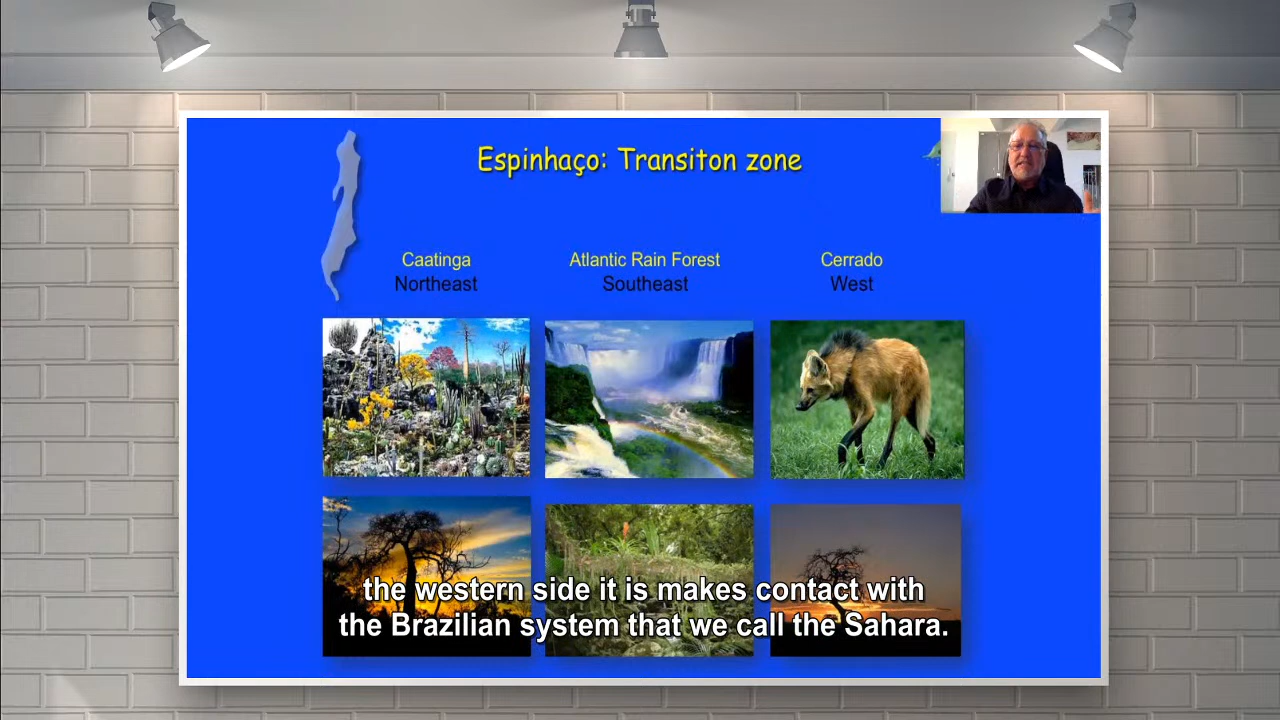 Espinhaço: Transiton zone
Caatinga
Northeast
Atlantic Rain Forest
Southeast
Cerrado
West
the western side it is makes contact with
the Brazilian system that we call the Sahara.